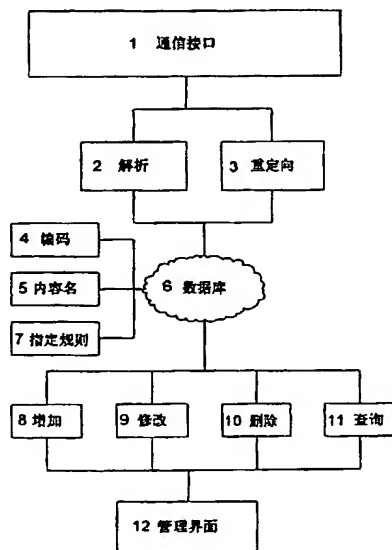 1 通信接口
2 解析
3 重定向
4 编码
5 内容名
6 数据库
7 指定规则
8 增加
9 修改
10 删除
11 查询
12 管理界面